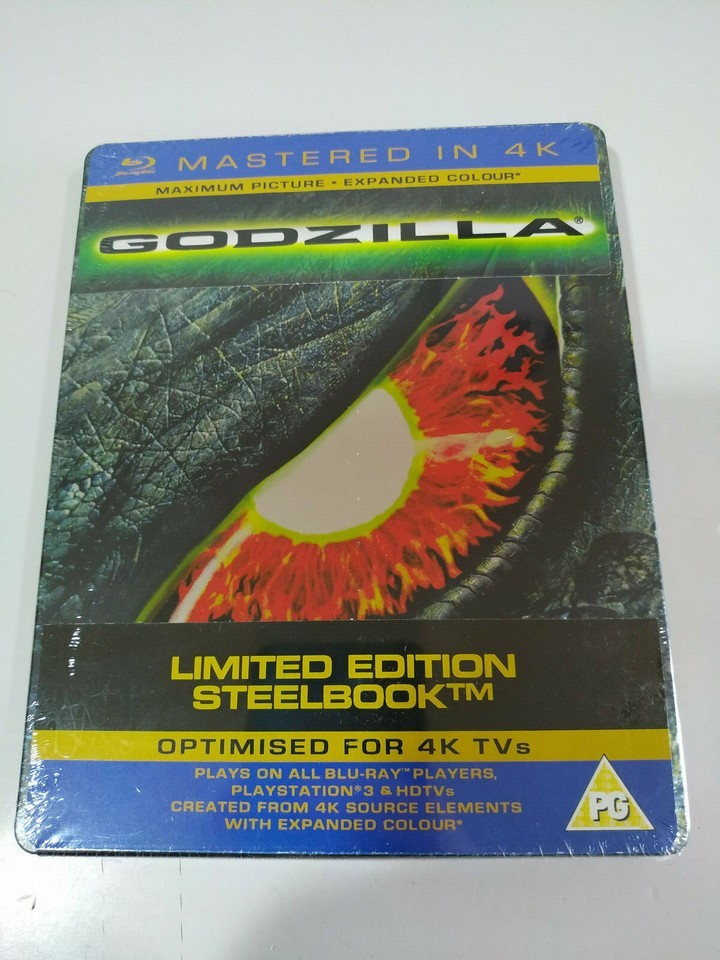 MASTERED IN 4K
MAXIMUM PICTURE • EXPANDED COLOUR*
GODZILLA®
LIMITED EDITION
STEELBOOK™
OPTIMISED FOR 4K TVs
PLAYS ON ALL BLU-RAY™ PLAYERS,
PLAYSTATION®3 & HDTVs
CREATED FROM 4K SOURCE ELEMENTS
WITH EXPANDED COLOUR*
PG